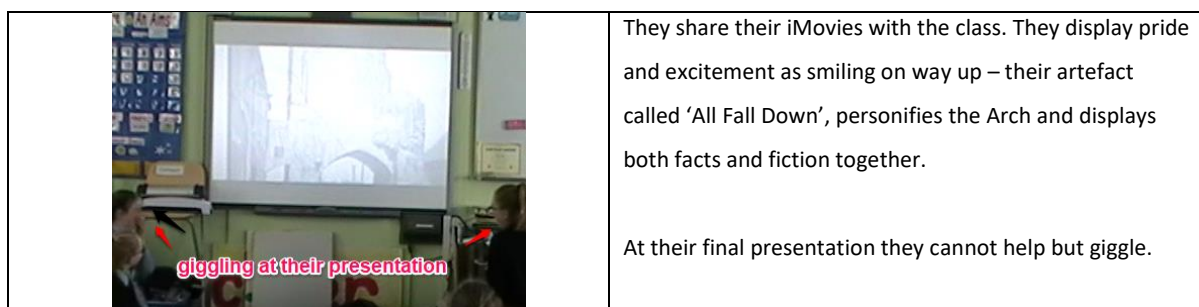 An Ams
giggling at their presentation
They share their iMovies with the class. They display pride
and excitement as smiling on way up – their artefact
called ‘All Fall Down’, personifies the Arch and displays
both facts and fiction together.
At their final presentation they cannot help but giggle.